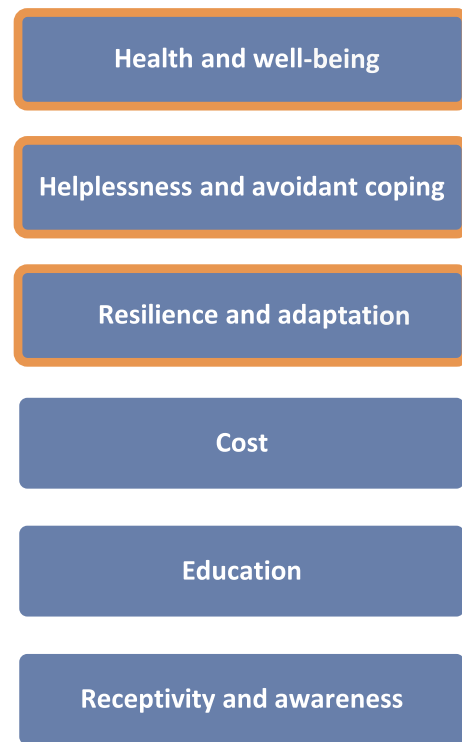 Health and well-being
Helplessness and avoidant coping
Resilience and adaptation
Cost
Education
Receptivity and awareness